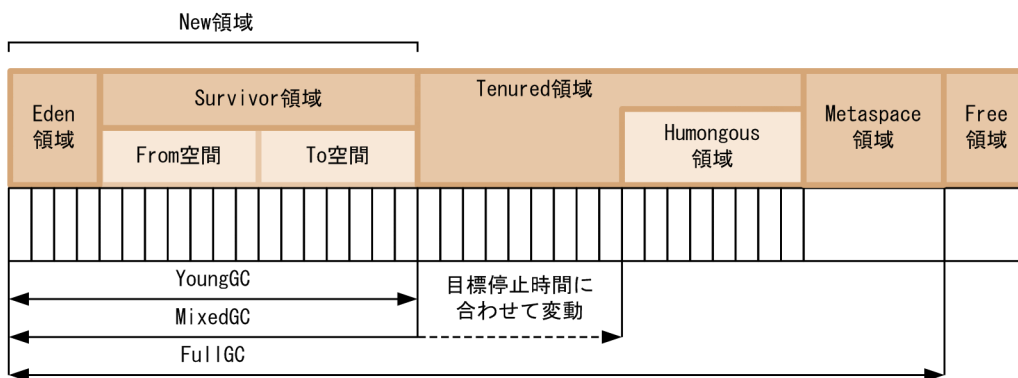 New領域
Eden
領域
Survivor領域
From空間
To空間
Tenured領域
Humongous
領域
Metaspace
領域
Free
領域
YoungGC
MixedGC
目標停止時間に
合わせて変動
FullGC